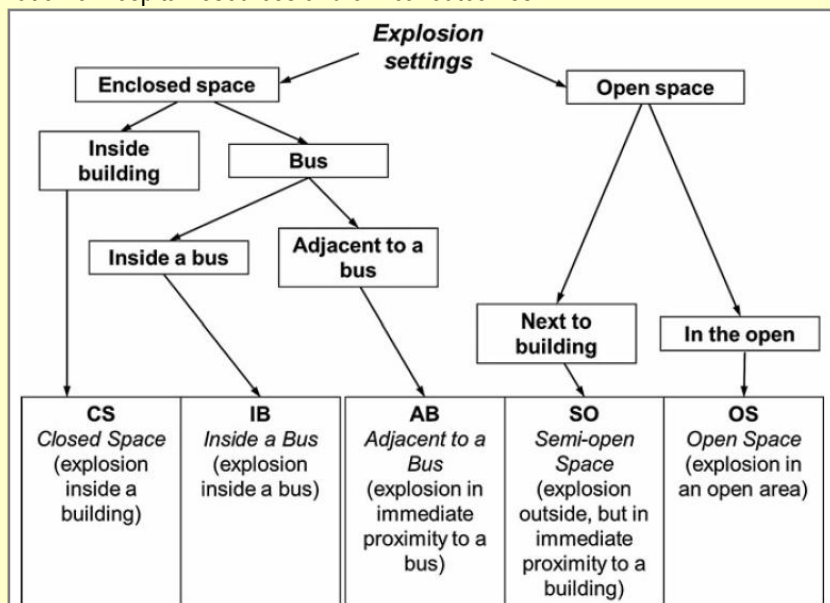 Explosion
settings
Enclosed space
Open space
Inside
building
Bus
Inside a bus
Adjacent to a
bus
Next to
building
In the open
CS
Closed Space
(explosion
inside a
building)
IB
Inside a Bus
(explosion
inside a bus)
AB
Adjacent to a
Bus
(explosion in
immediate
proximity to a
bus)
SO
Semi-open
Space
(explosion
outside, but in
immediate
proximity to a
building)
OS
Open Space
(explosion in
an open area)